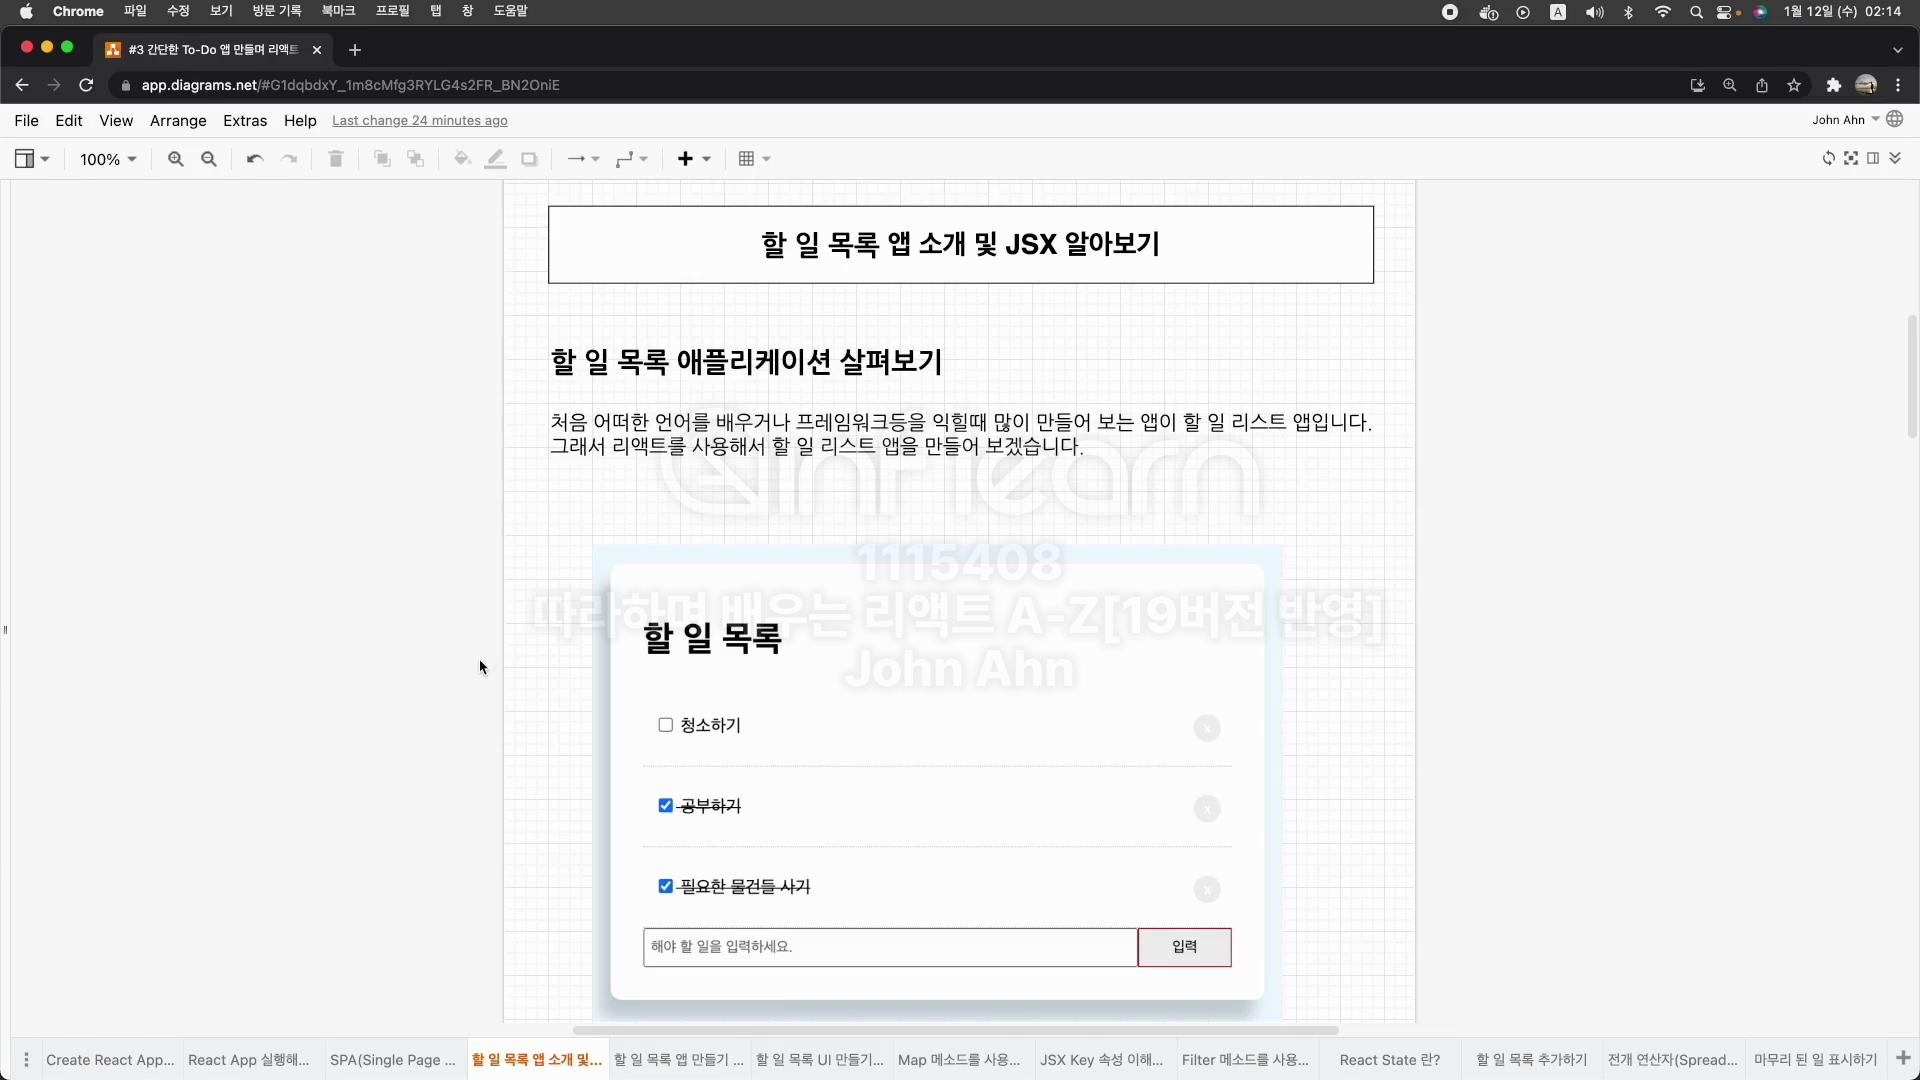 Chrome 파일 수정 보기 방문 기록 북마크 프로필 탭 창 도움말 A 1월 12일 (수) 02:14
#3 간단한 To-Do 앱 만들며 리액트
app.diagrams.net/#G1dqbdxY_1m8cMfg3RYLG4s2FR_BN2OniE
File Edit View Arrange Extras Help Last change 24 minutes ago John Ahn
100%
할 일 목록 앱 소개 및 JSX 알아보기
할 일 목록 애플리케이션 살펴보기
처음 어떠한 언어를 배우거나 프레임워크등을 익힐때 많이 만들어 보는 앱이 할 일 리스트 앱입니다.
그래서 리액트를 사용해서 할 일 리스트 앱을 만들어 보겠습니다.
inflearn
1115408
따라하며 배우는 리액트 A-Z[19버전 반영]
John Ahn
할 일 목록
청소하기 x
공부하기 x
필요한 물건들 사기 x
해야 할 일을 입력하세요. 입력
Create React App... React App 실행해... SPA(Single Page ... 할 일 목록 앱 소개 및... 할 일 목록 앱 만들기 ... 할 일 목록 UI 만들기... Map 메소드를 사용... JSX Key 속성 이해... Filter 메소드를 사용... React State 란? 할 일 목록 추가하기 전개 연산자(Spread... 마무리 된 일 표시하기